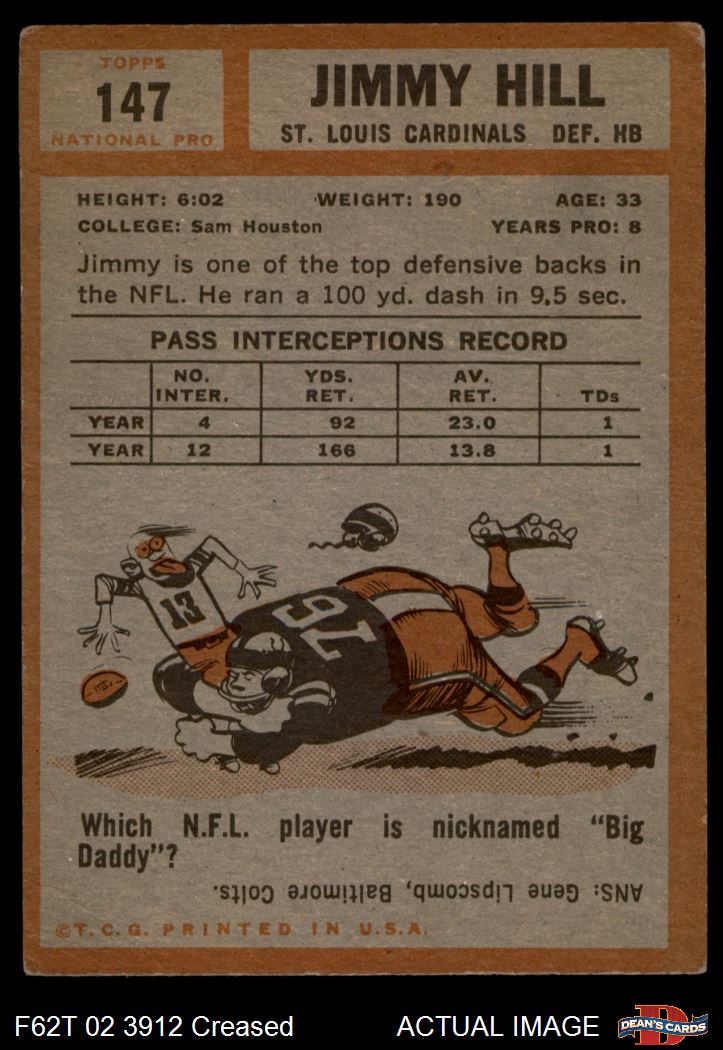 TOPPS
147
NATIONAL PRO
JIMMY HILL
ST. LOUIS CARDINALS DEF. HB
HEIGHT: 6:02 WEIGHT: 190 AGE: 33
COLLEGE: Sam Houston YEARS PRO: 8
Jimmy is one of the top defensive backs in
the NFL. He ran a 100 yd. dash in 9.5 sec.
PASS INTERCEPTIONS RECORD
NO. INTER. YDS. RET. AV. RET. TDs
YEAR 4 92 23.0 1
YEAR 12 166 13.8 1
13
76
Which N.F.L. player is nicknamed "Big
Daddy"?
ANS: Gene Lipscomb, Baltimore Colts.
©T.C.G. PRINTED IN U.S.A.
F62T 02 3912 Creased ACTUAL IMAGE
D
DEAN'S CARDS